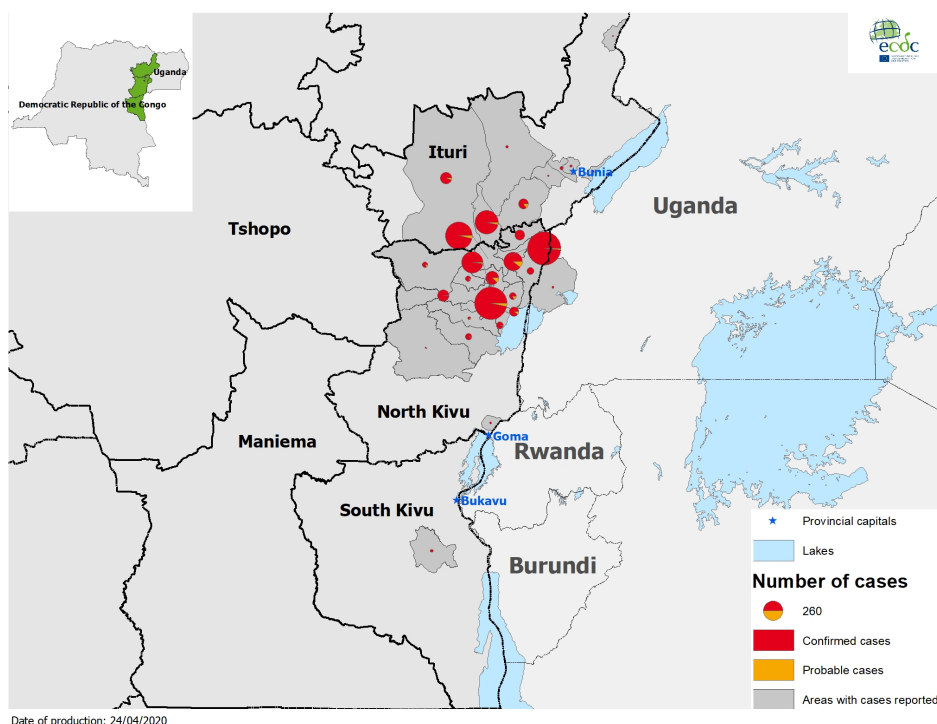 ecdc
Uganda
Democratic Republic of the Congo
Ituri
Bunia
Uganda
Tshopo
North Kivu
Maniema
Goma
Rwanda
Bukavu
South Kivu
Burundi
Provincial capitals
Lakes
Number of cases
260
Confirmed cases
Probable cases
Areas with cases reported
Date of production: 24/04/2020